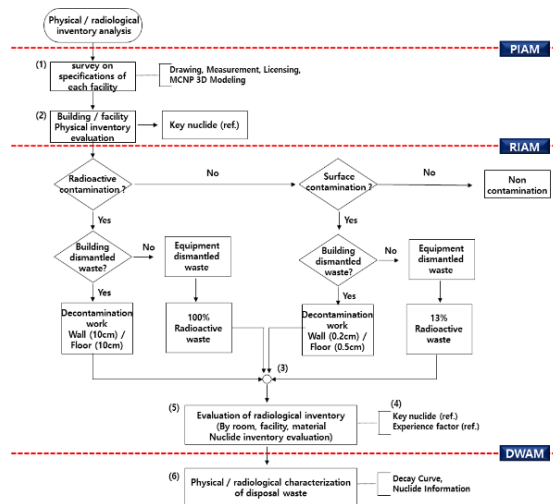 Physical / radiological
inventory analysis
PIAM
(1)
survey on
specifications of
each facility
Drawing, Measurement, Licensing,
MCNP 3D Modeling
(2)
Building / facility
Physical inventory
evaluation
Key nuclide (ref.)
RIAM
Radioactive
contamination?
No
Surface
contamination?
No
Non
contamination
Yes
Yes
Building
dismantled
waste?
No
Equipment
dismantled
waste
Building
dismantled
waste?
No
Equipment
dismantled
waste
Yes
Yes
Decontamination
work
Wall (10cm) /
Floor (10cm)
100%
Radioactive
waste
Decontamination
work
Wall (0.2cm) /
Floor (0.5cm)
13%
Radioactive
waste
(3)
(5)
Evaluation of radiological inventory
(By room, facility, material
Nuclide inventory evaluation)
(4)
Key nuclide (ref.)
Experience factor (ref.)
DWAM
(6)
Physical / radiological characterization
of disposal waste
Decay Curve,
Nuclide Information